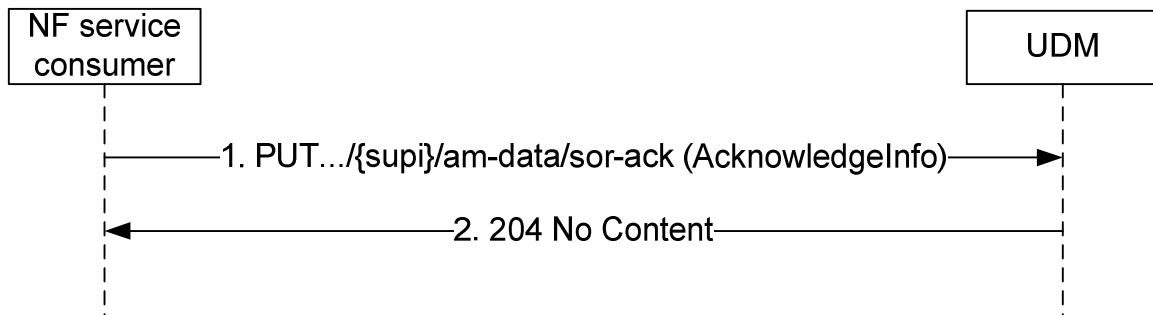 NF service
consumer
UDM
1. PUT.../{supi}/am-data/sor-ack (AcknowledgeInfo)
2. 204 No Content